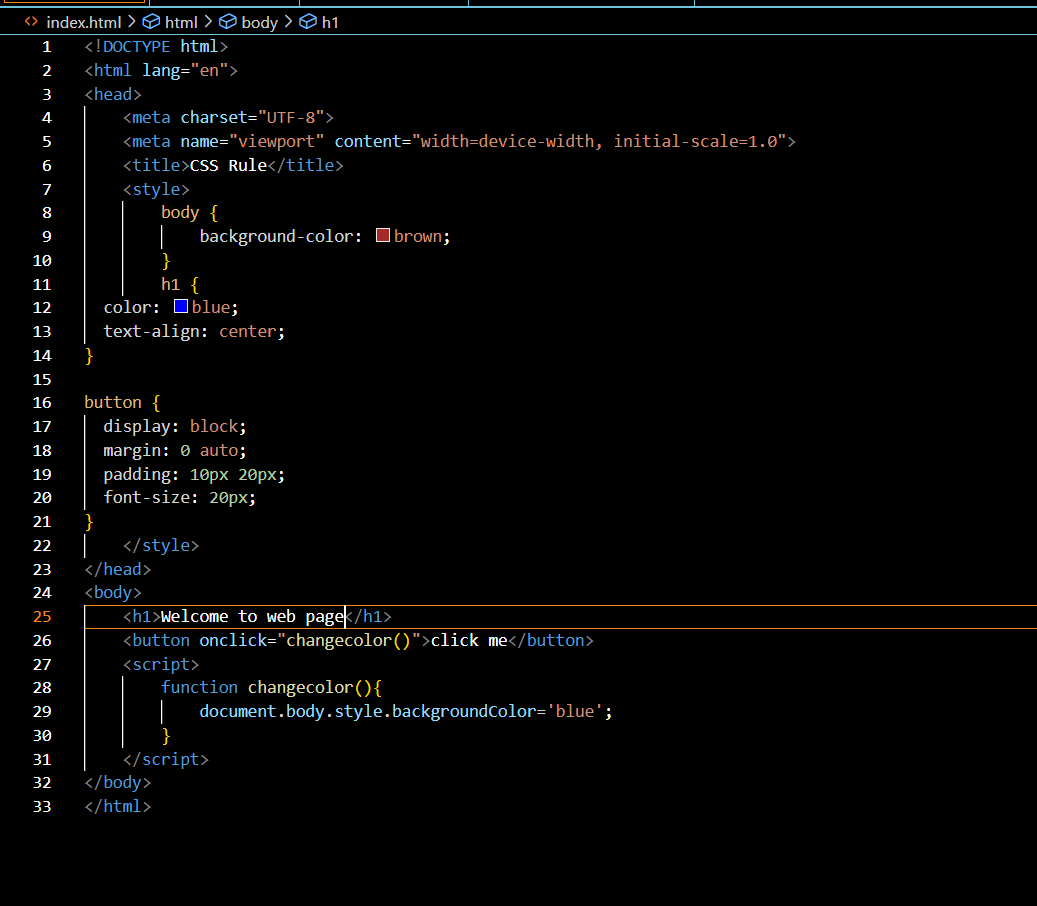 index.html > html > body > h1
1 <!DOCTYPE html>
2 <html lang="en">
3 <head>
4 <meta charset="UTF-8">
5 <meta name="viewport" content="width=device-width, initial-scale=1.0">
6 <title>CSS Rule</title>
7 <style>
8 body {
9 background-color: brown;
10 }
11 h1 {
12 color: blue;
13 text-align: center;
14 }
15
16 button {
17 display: block;
18 margin: 0 auto;
19 padding: 10px 20px;
20 font-size: 20px;
21 }
22 </style>
23 </head>
24 <body>
25 <h1>Welcome to web page</h1>
26 <button onclick="changecolor()">click me</button>
27 <script>
28 function changecolor(){
29 document.body.style.backgroundColor='blue';
30 }
31 </script>
32 </body>
33 </html>